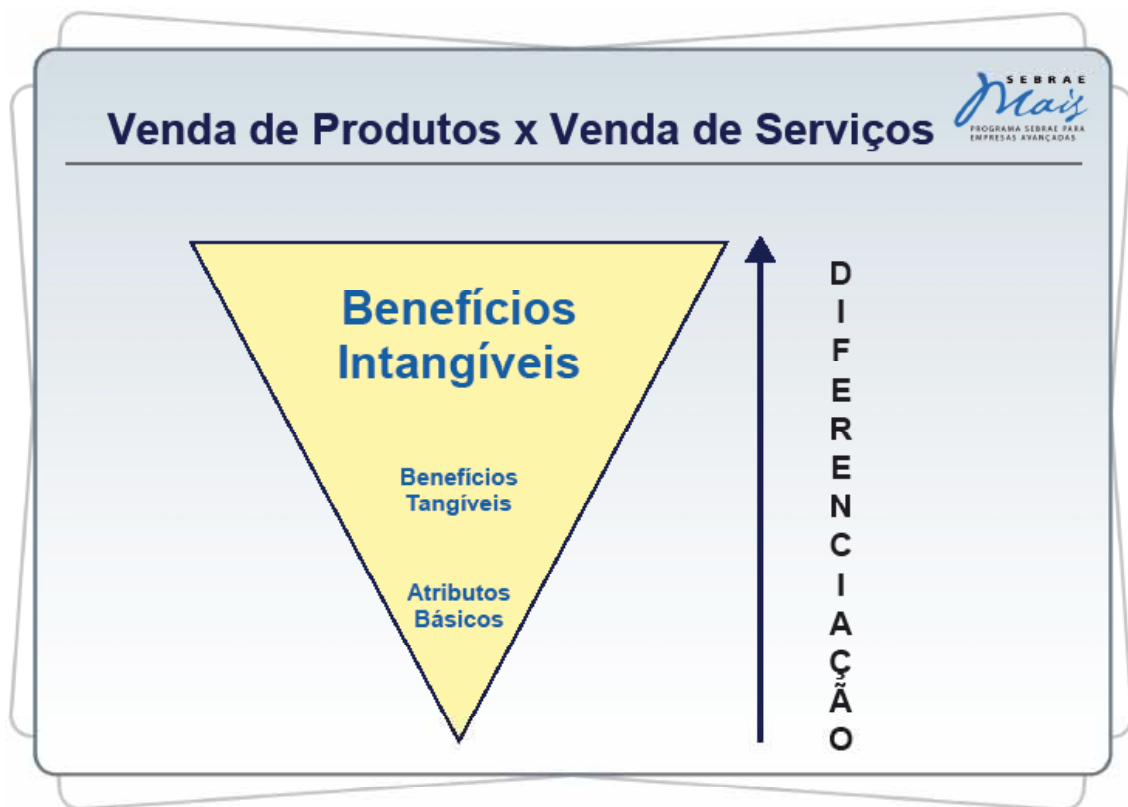 SEBRAE
Mais
PROGRAMA SEBRAE PARA
EMPRESAS AVANÇADAS
Venda de Produtos x Venda de Serviços
Benefícios
Intangíveis
Benefícios
Tangíveis
Atributos
Básicos
D
I
F
E
R
E
N
C
I
A
Ç
Ã
O